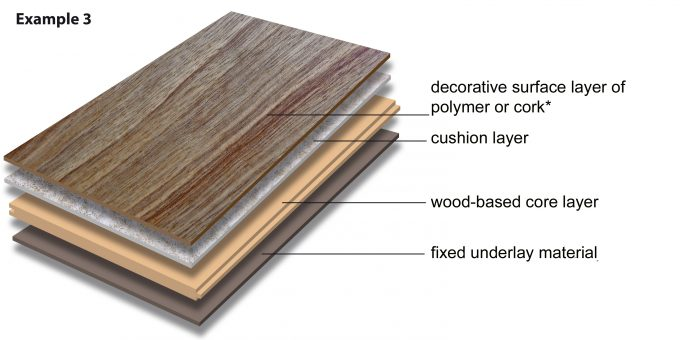 Example 3
decorative surface layer of
polymer or cork*
cushion layer
wood-based core layer
fixed underlay material